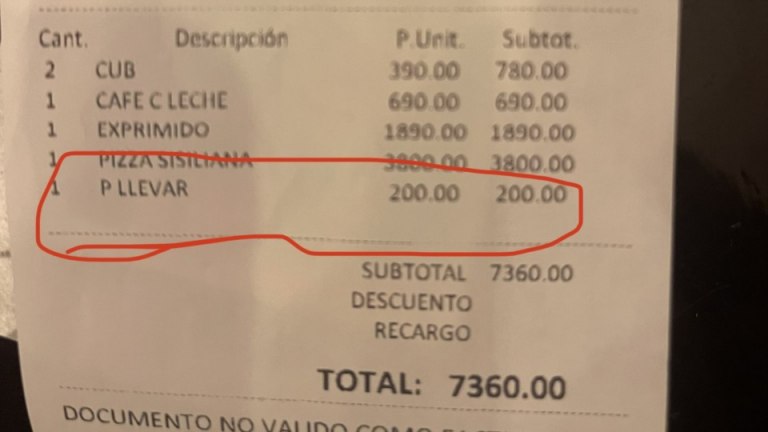 Cant. Descripción P.Unit. Subtot.
2 CUB 390.00 780.00
1 CAFE C LECHE 690.00 690.00
1 EXPRIMIDO 1890.00 1890.00
1 PIZZA SISILIANA 3800.00 3800.00
1 P LLEVAR 200.00 200.00
SUBTOTAL 7360.00
DESCUENTO
RECARGO
TOTAL: 7360.00
DOCUMENTO NO VALIDO COMO